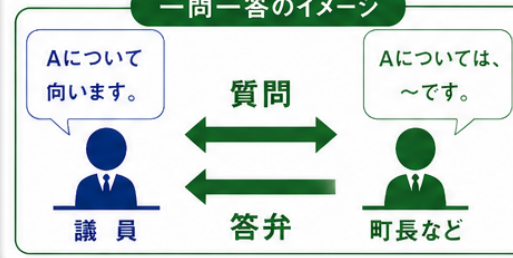 一問一答のイメージ
Aについて
向います。
質問
Aについては、
～です。
答弁
議員
町長など